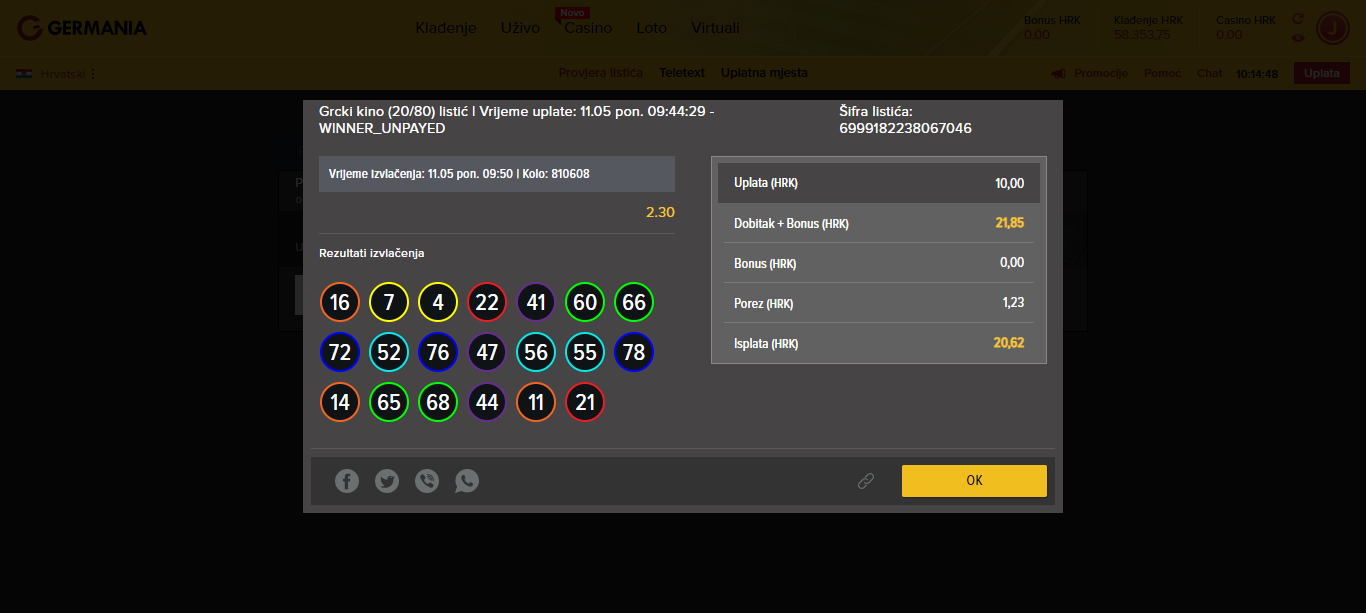 GERMANIA
Klađenje
Uživo
Novo
Casino
Loto
Virtuali
Bonus HRK
0,00
Klađenje HRK
58.353,75
Casino HRK
0,00
J
Hrvatski
Provjera listića
Teletext
Uplatna mjesta
Promocije
Pomoć
Chat
10:14:48
Uplata
Grcki kino (20/80) listić | Vrijeme uplate: 11.05 pon. 09:44:29 -
WINNER_UNPAYED
Šifra listića:
6999182238067046
Vrijeme izvlačenja: 11.05 pon. 09:50 | Kolo: 810608
2.30
Rezultati izvlačenja
16 7 4 22 41 60 66
72 52 76 47 56 55 78
14 65 68 44 11 21
Uplata (HRK) 10,00
Dobitak + Bonus (HRK) 21,85
Bonus (HRK) 0,00
Porez (HRK) 1,23
Isplata (HRK) 20,62
OK